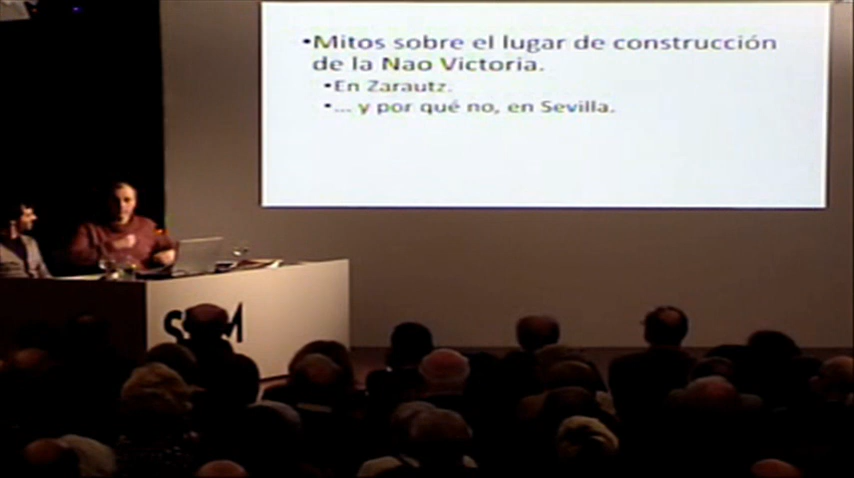 •Mitos sobre el lugar de construcción
de la Nao Victoria.
•En Zarautz.
•... y por qué no, en Sevilla.